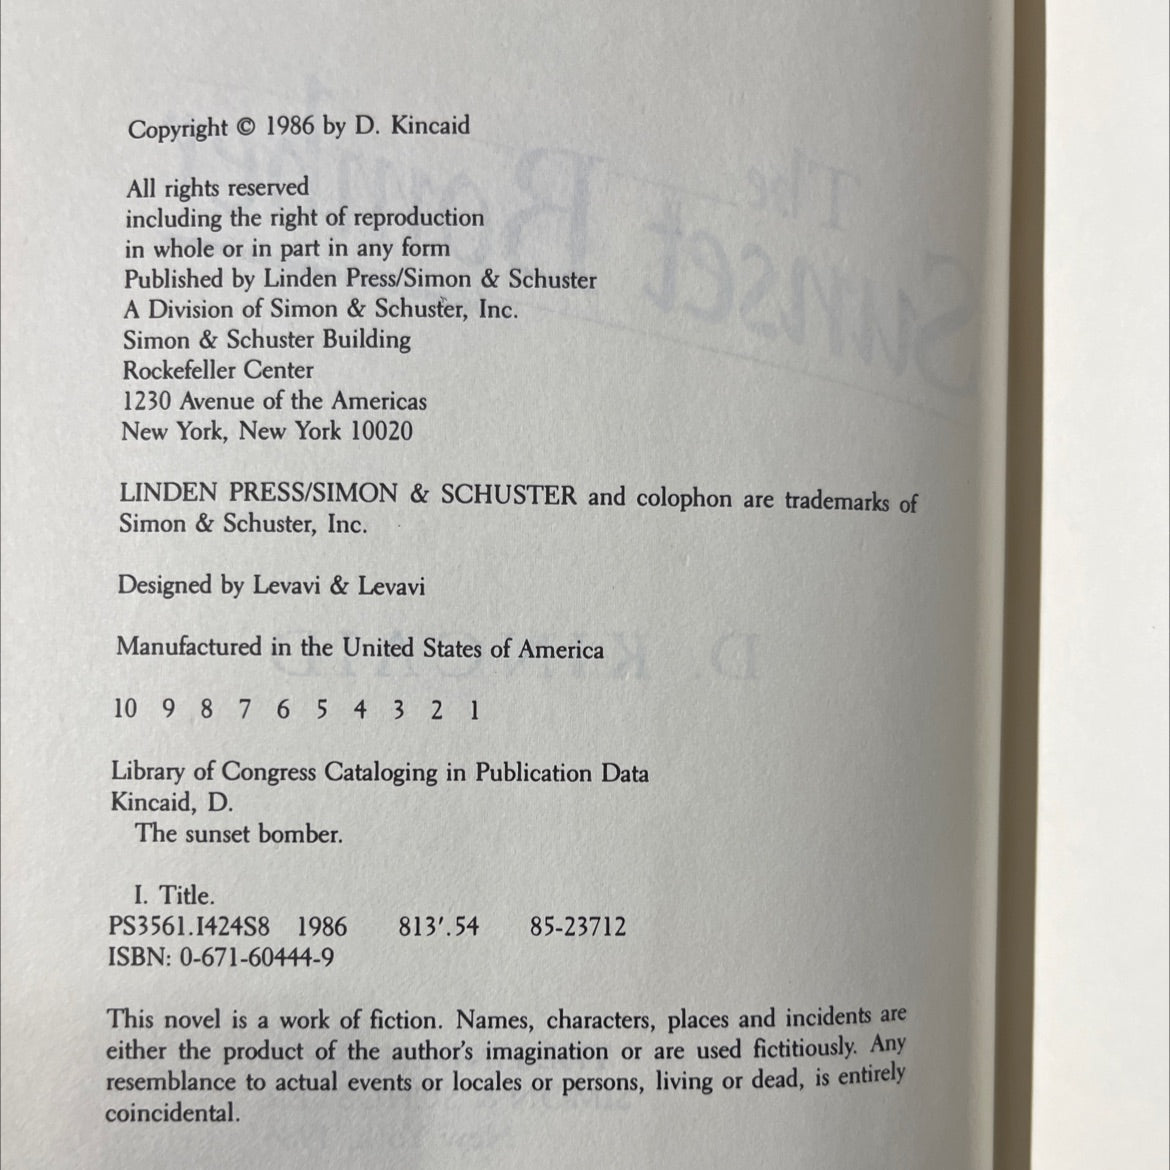 Copyright © 1986 by D. Kincaid
All rights reserved
including the right of reproduction
in whole or in part in any form
Published by Linden Press/Simon & Schuster
A Division of Simon & Schuster, Inc.
Simon & Schuster Building
Rockefeller Center
1230 Avenue of the Americas
New York, New York 10020
LINDEN PRESS/SIMON & SCHUSTER and colophon are trademarks of
Simon & Schuster, Inc.
Designed by Levavi & Levavi
Manufactured in the United States of America
10 9 8 7 6 5 4 3 2 1
Library of Congress Cataloging in Publication Data
Kincaid, D.
The sunset bomber.
I. Title.
PS3561.I424S8 1986 813′.54 85-23712
ISBN: 0-671-60444-9
This novel is a work of fiction. Names, characters, places and incidents are
either the product of the author's imagination or are used fictitiously. Any
resemblance to actual events or locales or persons, living or dead, is entirely
coincidental.